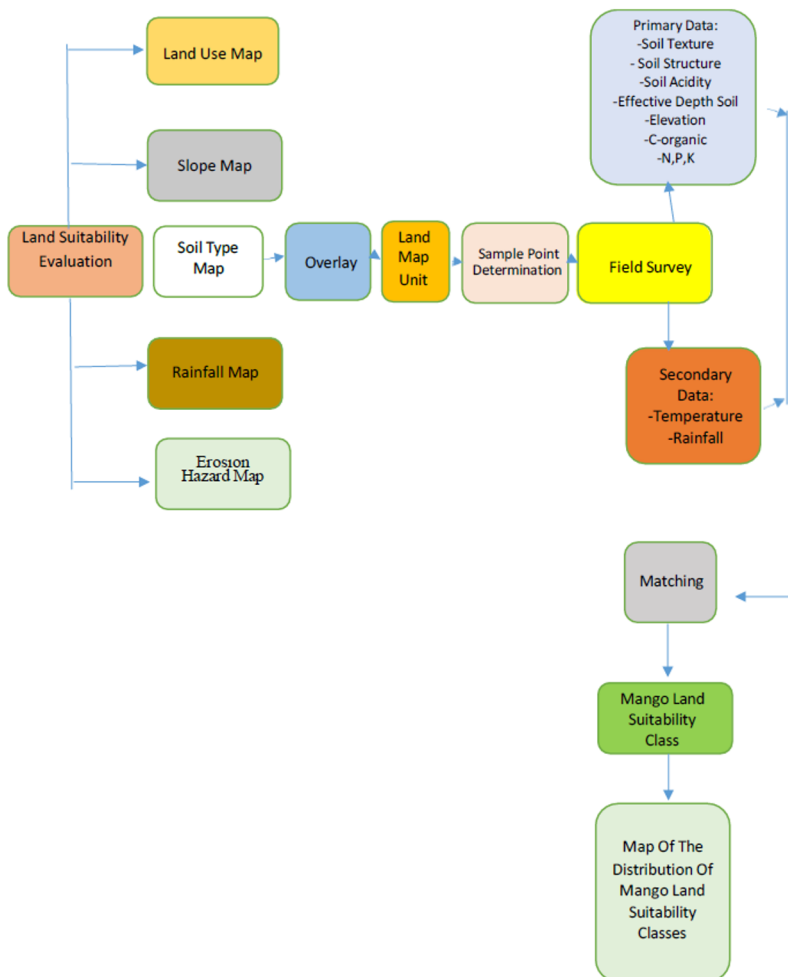 Land Use Map
Slope Map
Land Suitability
Evaluation
Soil Type
Map
Overlay
Land
Map
Unit
Sample Point
Determination
Field Survey
Rainfall Map
Erosion
Hazard Map
Primary Data:
-Soil Texture
- Soil Structure
-Soil Acidity
-Effective Depth Soil
-Elevation
-C-organic
-N,P,K
Secondary
Data:
-Temperature
-Rainfall
Matching
Mango Land
Suitability
Class
Map Of The
Distribution Of
Mango Land
Suitability
Classes